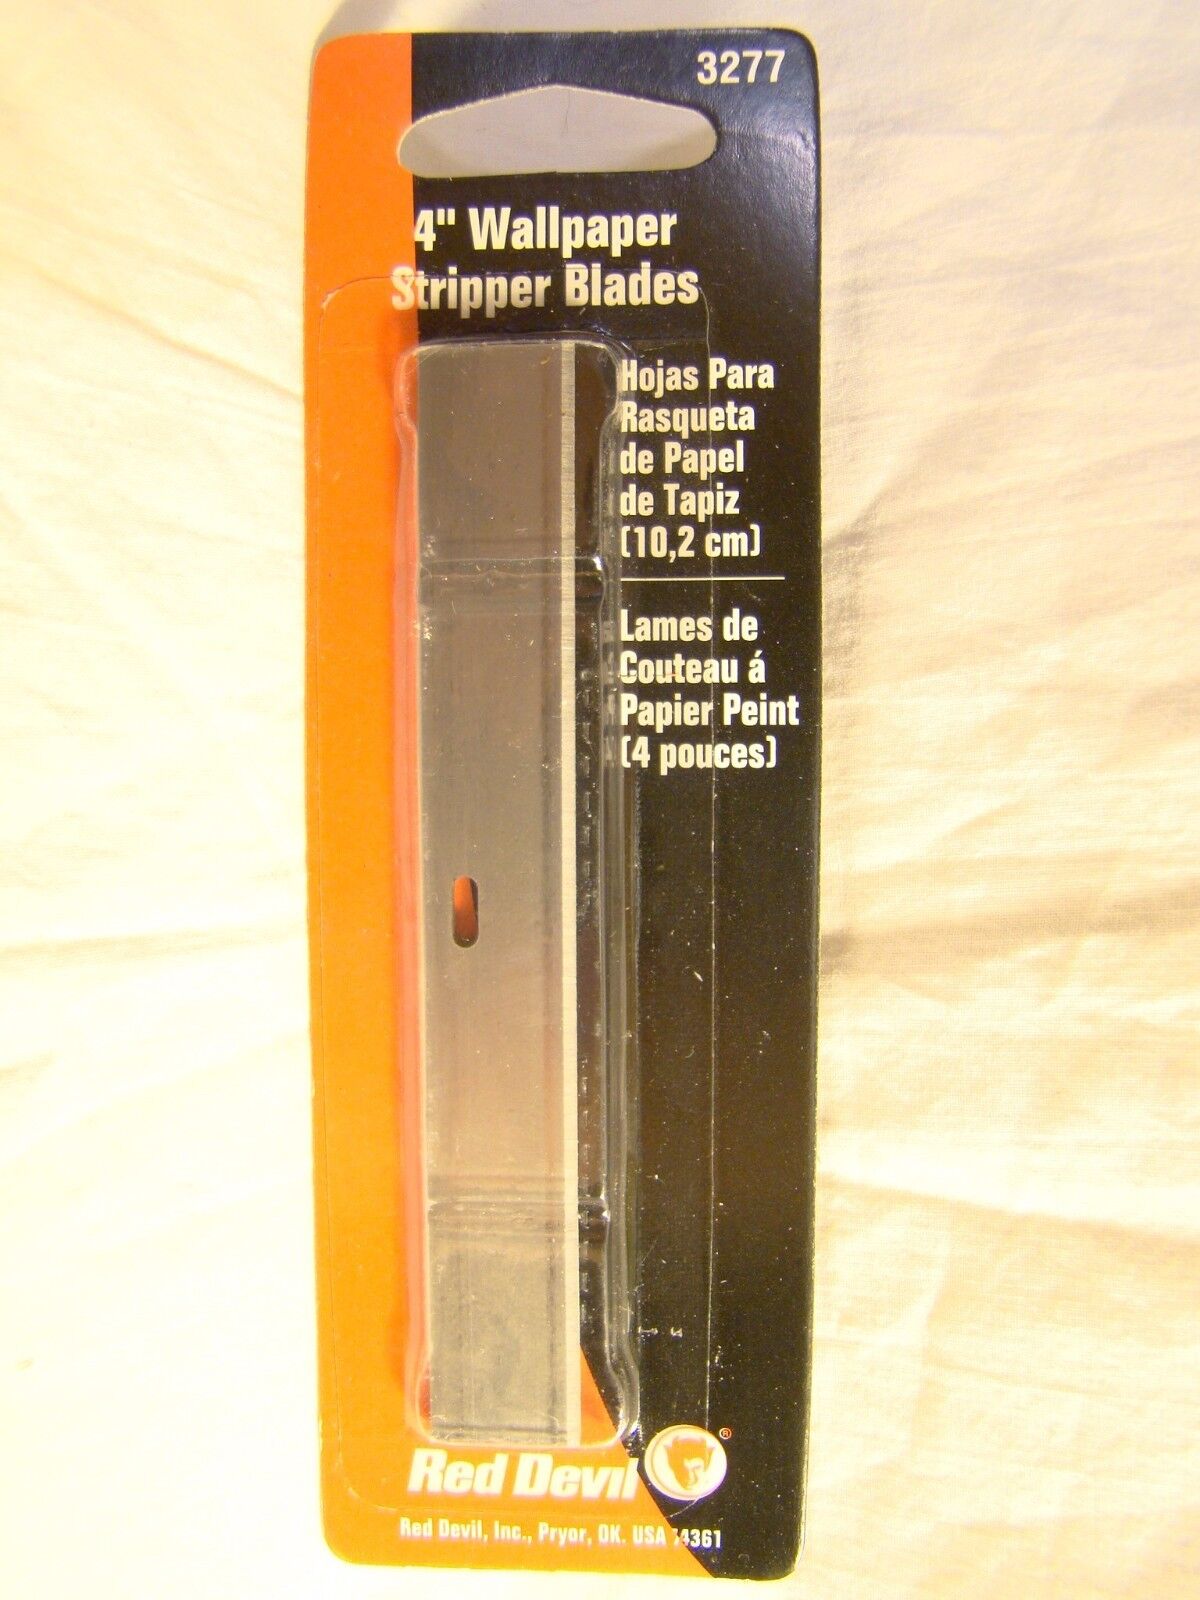 3277
4" Wallpaper
Stripper Blades
Hojas Para
Rasqueta
de Papel
de Tapiz
(10,2 cm)
Lames de
Couteau á
Papier Peint
(4 pouces)
Red Devil
®
Red Devil, Inc., Pryor, OK. USA 74361